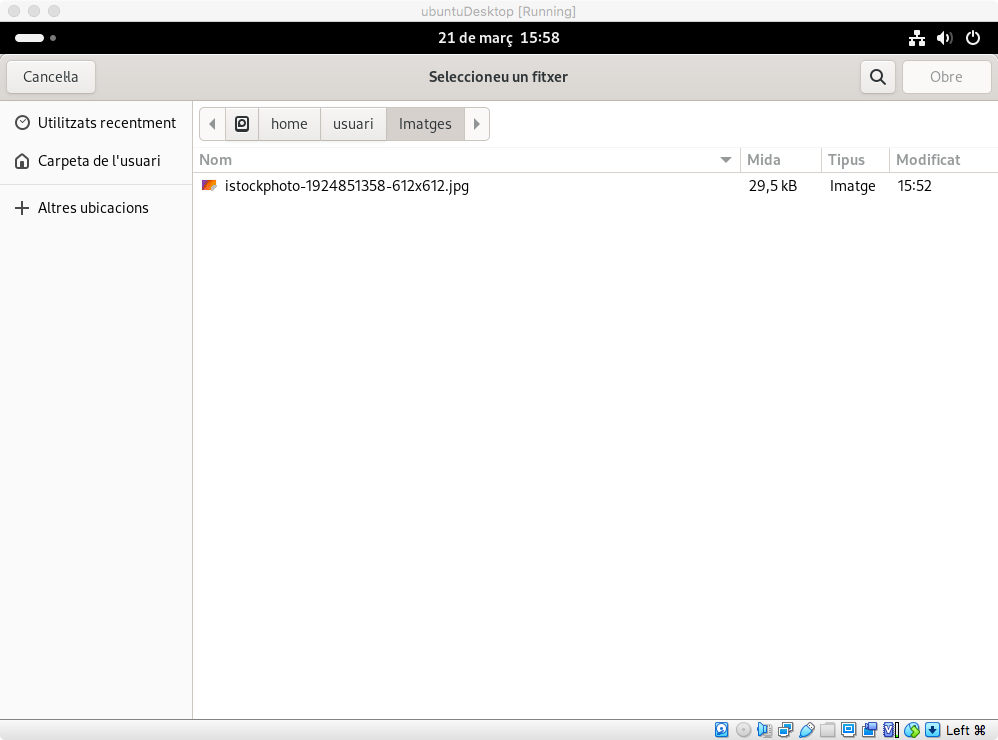 ubuntuDesktop [Running]
21 de març 15:58
Cancel·la
Seleccioneu un fitxer
Obre
Utilitzats recentment
Carpeta de l'usuari
Altres ubicacions
home
usuari
Imatges
Nom
Mida
Tipus
Modificat
istockphoto-1924851358-612x612.jpg
29,5 kB
Imatge
15:52
Left ⌘